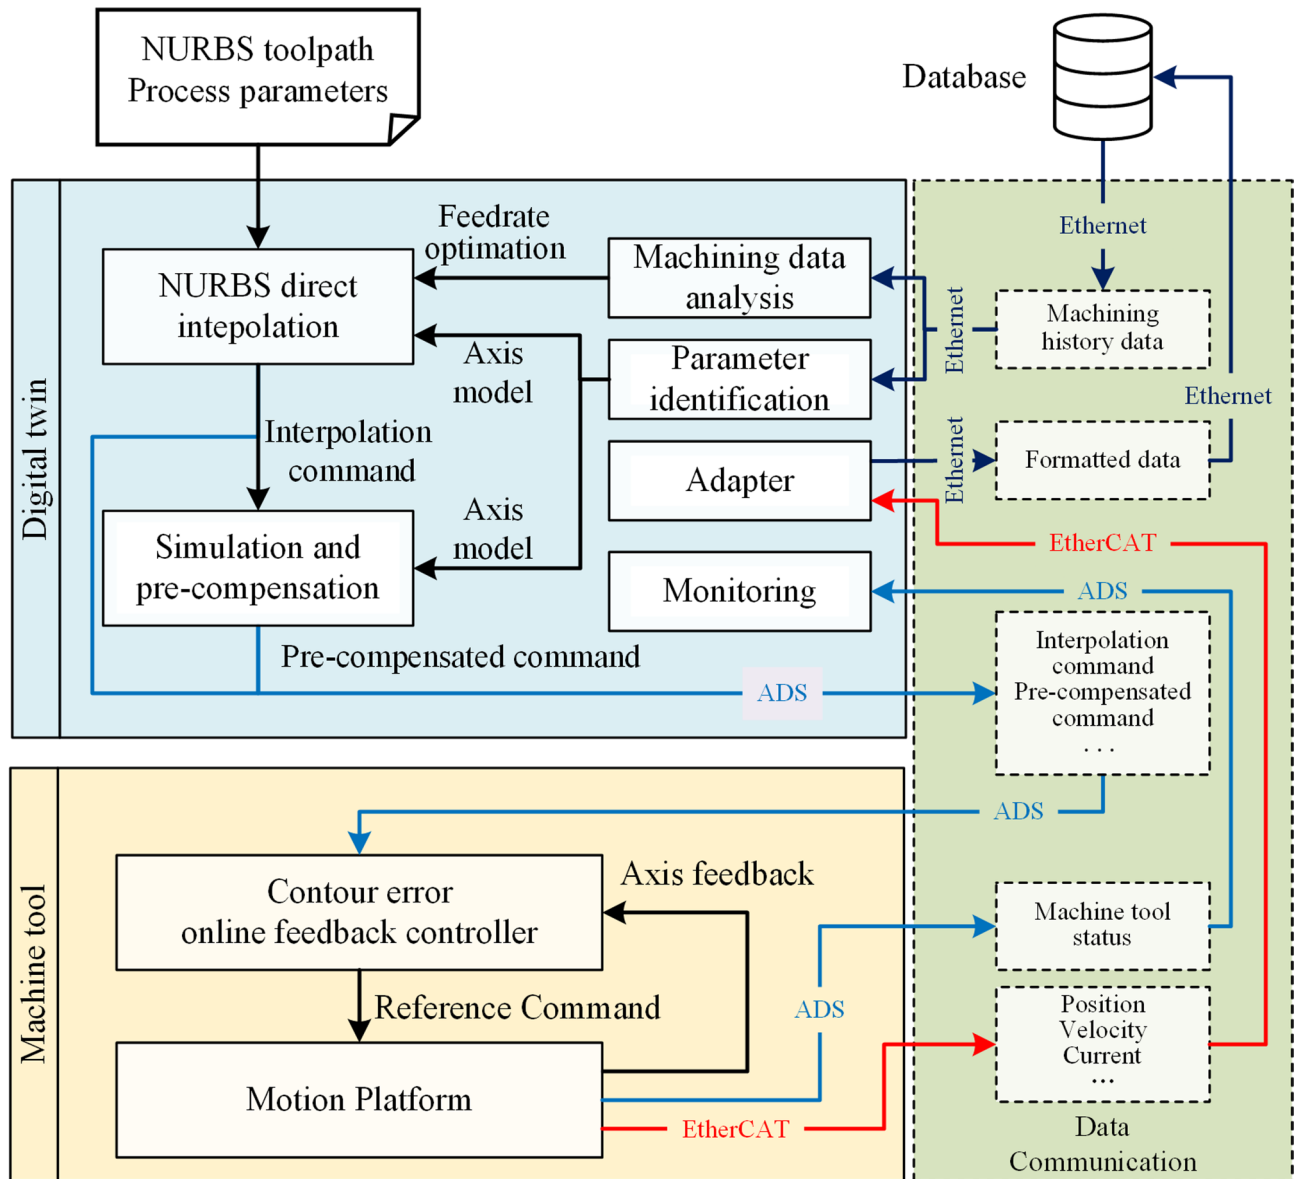 NURBS toolpath
Process parameters
Database
Digital twin
Feedrate
optimation
NURBS direct
intepolation
Machining data
analysis
Axis
model
Parameter
identification
Interpolation
command
Adapter
Simulation and
pre-compensation
Axis
model
Monitoring
Pre-compensated command
ADS
Ethernet
Ethernet
Machining
history data
Ethernet
Ethernet
Formatted data
EtherCAT
ADS
Interpolation
command
Pre-compensated
command
...
ADS
Machine tool
Contour error
online feedback controller
Axis feedback
Reference Command
Motion Platform
ADS
EtherCAT
Machine tool
status
Position
Velocity
Current
...
Data
Communication